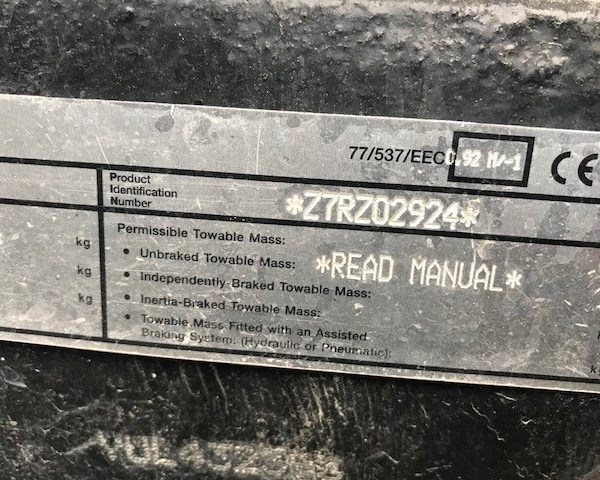 77/537/EEC 0.92 M/-1 CE
Product
Identification
Number
*Z7RZ02924*
Permissible Towable Mass:
kg • Unbraked Towable Mass:
*READ MANUAL*
kg • Independently-Braked Towable Mass:
kg • Inertia-Braked Towable Mass:
• Towable Mass Fitted with an Assisted
Braking System: (Hydraulic or Pneumatic):